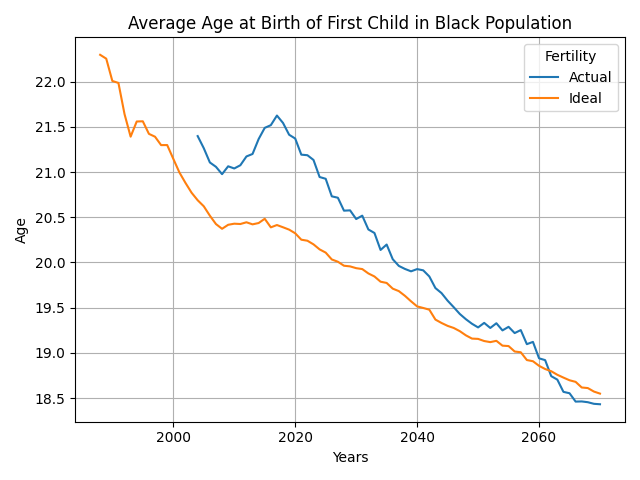 Average Age at Birth of First Child in Black Population
Fertility
Actual
Ideal
22.0
21.5
21.0
20.5
20.0
19.5
19.0
18.5
Age
2000
2020
2040
2060
Years